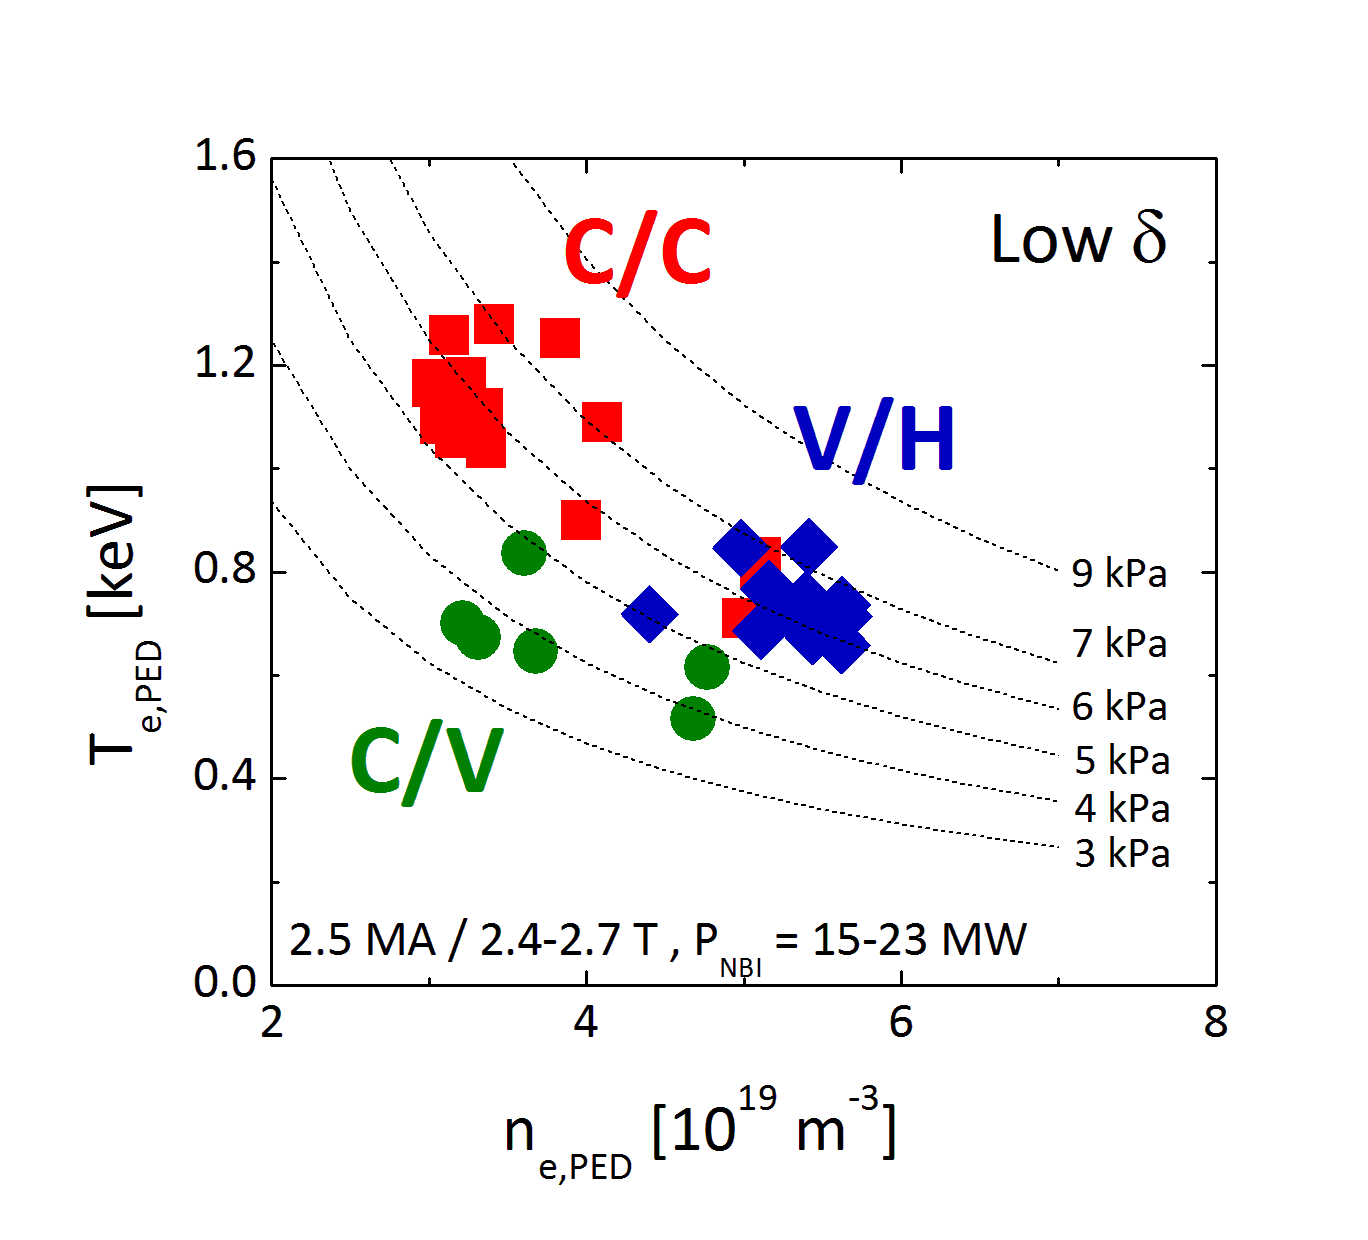 1.6
1.2
0.8
0.4
0.0
T e,PED [keV]
C/C
Low δ
V/H
C/V
9 kPa
7 kPa
6 kPa
5 kPa
4 kPa
3 kPa
2.5 MA / 2.4-2.7 T , P NBI = 15-23 MW
2 4 6 8
n e,PED [10 19 m -3]